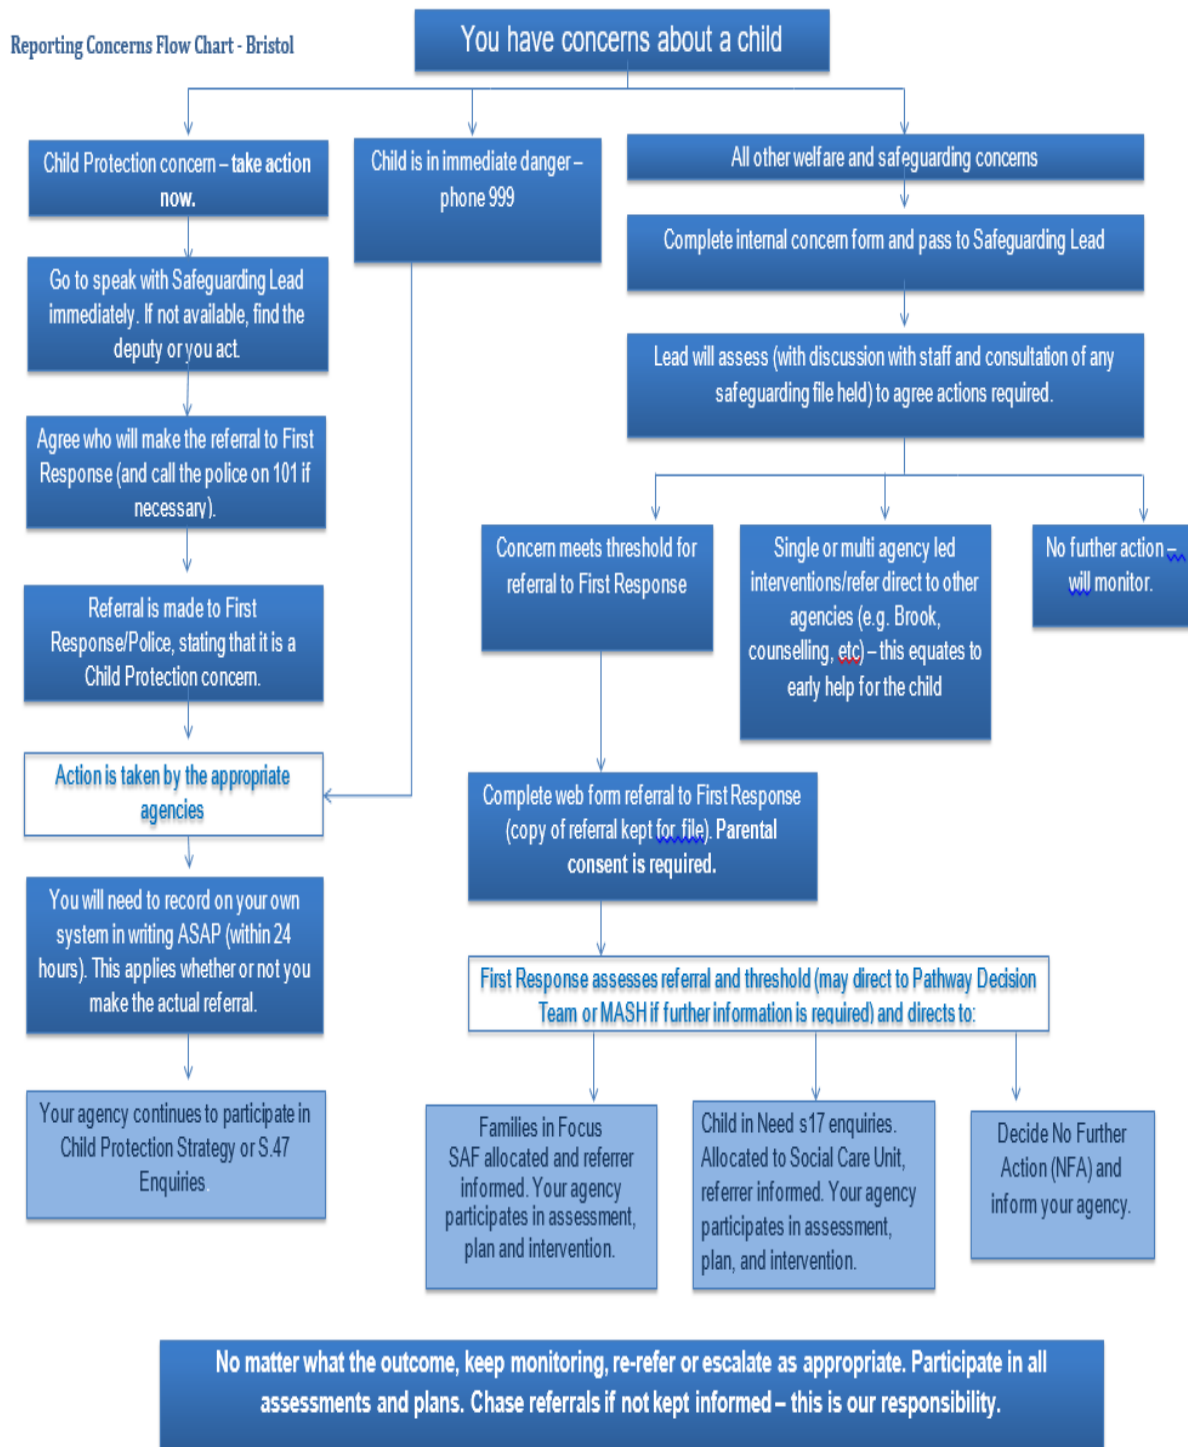 Reporting Concerns Flow Chart - Bristol
You have concerns about a child
Child Protection concern – take action
now.
Child is in immediate danger –
phone 999
All other welfare and safeguarding concerns
Go to speak with Safeguarding Lead
immediately. If not available, find the
deputy or you act.
Complete internal concern form and pass to Safeguarding Lead
Lead will assess (with discussion with staff and consultation of any
safeguarding file held) to agree actions required.
Agree who will make the referral to First
Response (and call the police on 101 if
necessary).
Concern meets threshold for
referral to First Response
Single or multi agency led
interventions/refer direct to other
agencies (e.g. Brook,
counselling, etc) – this equates to
early help for the child
No further action –
will monitor.
Referral is made to First
Response/Police, stating that it is a
Child Protection concern.
Action is taken by the appropriate
agencies
Complete web form referral to First Response
(copy of referral kept for file). Parental
consent is required.
You will need to record on your own
system in writing ASAP (within 24
hours). This applies whether or not you
make the actual referral.
First Response assesses referral and threshold (may direct to Pathway Decision
Team or MASH if further information is required) and directs to:
Your agency continues to participate in
Child Protection Strategy or S.47
Enquiries.
Families in Focus
SAF allocated and referrer
informed. Your agency
participates in assessment,
plan and intervention.
Child in Need s17 enquiries.
Allocated to Social Care Unit,
referrer informed. Your agency
participates in assessment,
plan, and intervention.
Decide No Further
Action (NFA) and
inform your agency.
No matter what the outcome, keep monitoring, re-refer or escalate as appropriate. Participate in all
assessments and plans. Chase referrals if not kept informed – this is our responsibility.